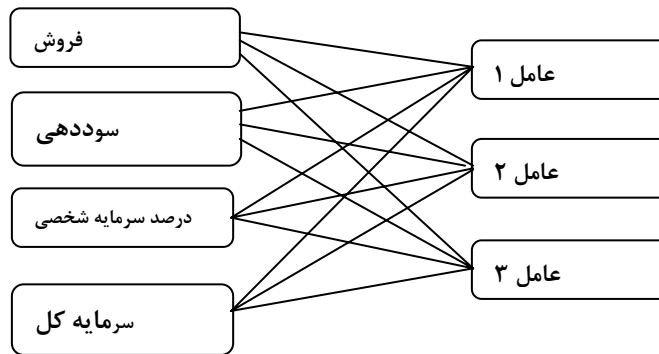 فروش
سوددهی
درصد سرمایه شخصی
سرمایه کل
عامل ۱
عامل ۲
عامل ۳